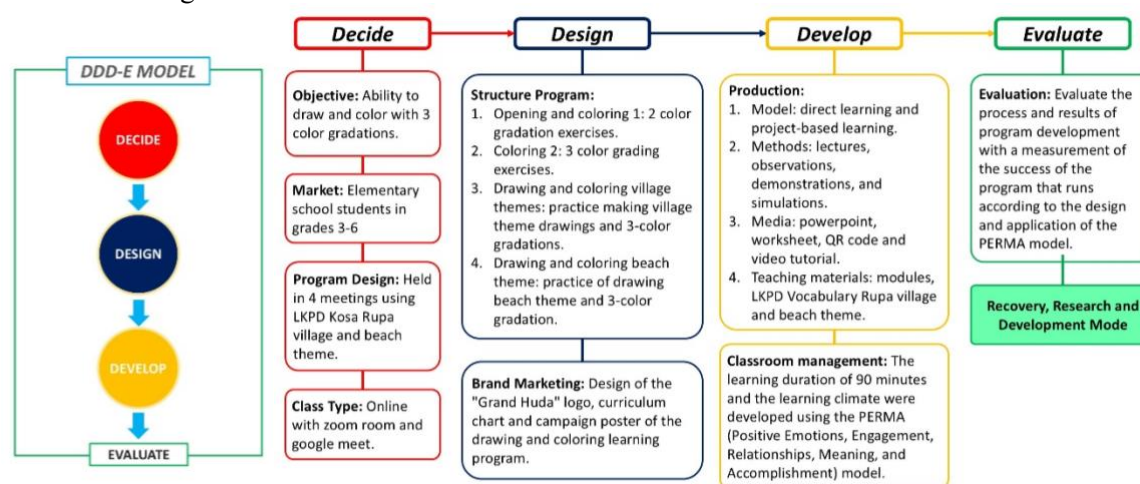 DDD-E MODEL
DECIDE
DESIGN
DEVELOP
EVALUATE
Decide
Objective: Ability to
draw and color with 3
color gradations.
Market: Elementary
school students in
grades 3-6
Program Design: Held
in 4 meetings using
LKPD Kosa Rupa
village and beach
theme.
Class Type: Online
with zoom room and
google meet.
Design
Structure Program:
1. Opening and coloring 1: 2 color
gradation exercises.
2. Coloring 2: 3 color grading
exercises.
3. Drawing and coloring village
themes: practice making village
theme drawings and 3-color
gradations.
4. Drawing and coloring beach
theme: practice of drawing
beach theme and 3-color
gradation.
Brand Marketing: Design of the
"Grand Huda" logo, curriculum
chart and campaign poster of the
drawing and coloring learning
program.
Develop
Production:
1. Model: direct learning and
project-based learning.
2. Methods: lectures,
observations,
demonstrations, and
simulations.
3. Media: powerpoint,
worksheet, QR code and
video tutorial.
4. Teaching materials: modules,
LKPD Vocabulary Rupa village
and beach theme.
Classroom management: The
learning duration of 90 minutes
and the learning climate were
developed using the PERMA
(Positive Emotions, Engagement,
Relationships, Meaning, and
Accomplishment) model.
Evaluate
Evaluation: Evaluate the
process and results of
program development
with a measurement of
the success of the
program that runs
according to the design
and application of the
PERMA model.
Recovery, Research and
Development Mode